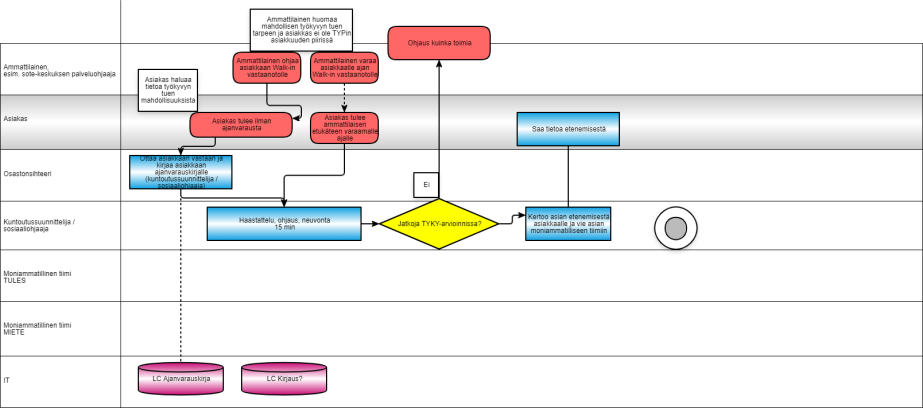 Ammattilainen huomaa
mahdollisen työkyvyn tuen
tarpeen ja asiakas ei ole TYPin
asiakkuuden piirissä
Ohjaus kuinka toimia
Ammattilainen,
esim. sote-keskuksen palveluohjaaja
Ammattilainen ohjaa
asiakkaan Walk-in
vastaanotolle
Ammattilainen varaa
asiakkaalle ajan
Walk-in vastaanotolle
Asiakas haluaa
tietoa työkyvyn
tuen
mahdollisuuksista
Asiakas
Asiakas tulee ilman
ajanvarausta
Asiakas tulee
ammattilaisen
etukäteen varaamalle
ajalle
Saa tietoa etenemisestä
Osastonsihteeri
Ottaa asiakkaan vastaan ja
kirjaa asiakkaan
ajanvarauskirjalle
(kuntoutussuunnittelija /
sosiaaliohjaaja)
Ei
Kuntoutussuunnittelija /
sosiaaliohjaaja
Haastattelu, ohjaus, neuvonta
15 min
Jatkoja TYKY-arvioinnissa?
Kertoo asian etenemisestä
asiakkaalle ja vie asian
moniammatilliseen tiimiin
Moniammatillinen tiimi
TULES
Moniammatillinen tiimi
MIETE
IT
LC Ajanvarauskirja
LC Kirjaus?